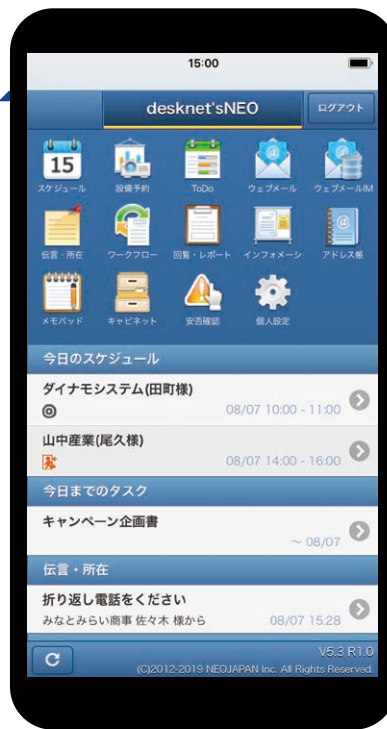 15:00
desknet'sNEO
ログアウト
15
スケジュール
設備予約
ToDo
ウェブメール
ウェブメールIM
伝言・所在
ワークフロー
回覧・レポート
インフォメーシ
アドレス帳
メモパッド
キャビネット
安否確認
個人設定
今日のスケジュール
ダイナモシステム(田町様)
08/07 10:00 - 11:00
山中産業(尾久様)
08/07 14:00 - 16:00
今日までのタスク
キャンペーン企画書
～ 08/07
伝言・所在
折り返し電話をください
みなとみらい商事 佐々木 様から
08/07 15:28
V5.3 R1.0
(C)2012-2019 NEOJAPAN Inc. All Rights Reserved.